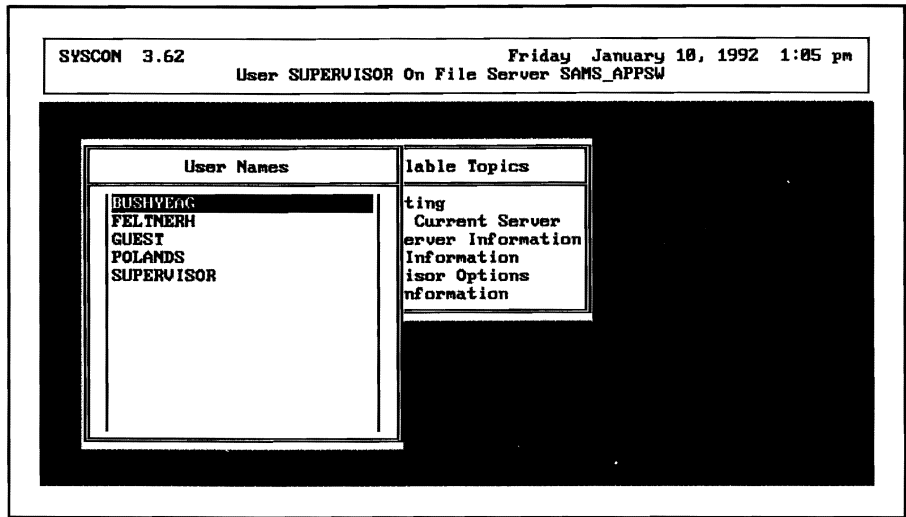 SYSCON 3.62 Friday January 10, 1992 1:05 pm
User SUPERVISOR On File Server SAMS_APPSW
User Names
BUSHYEAG
FELTNERH
GUEST
POLANDS
SUPERVISOR
lable Topics
ting
Current Server
erver Information
Information
isor Options
nformation